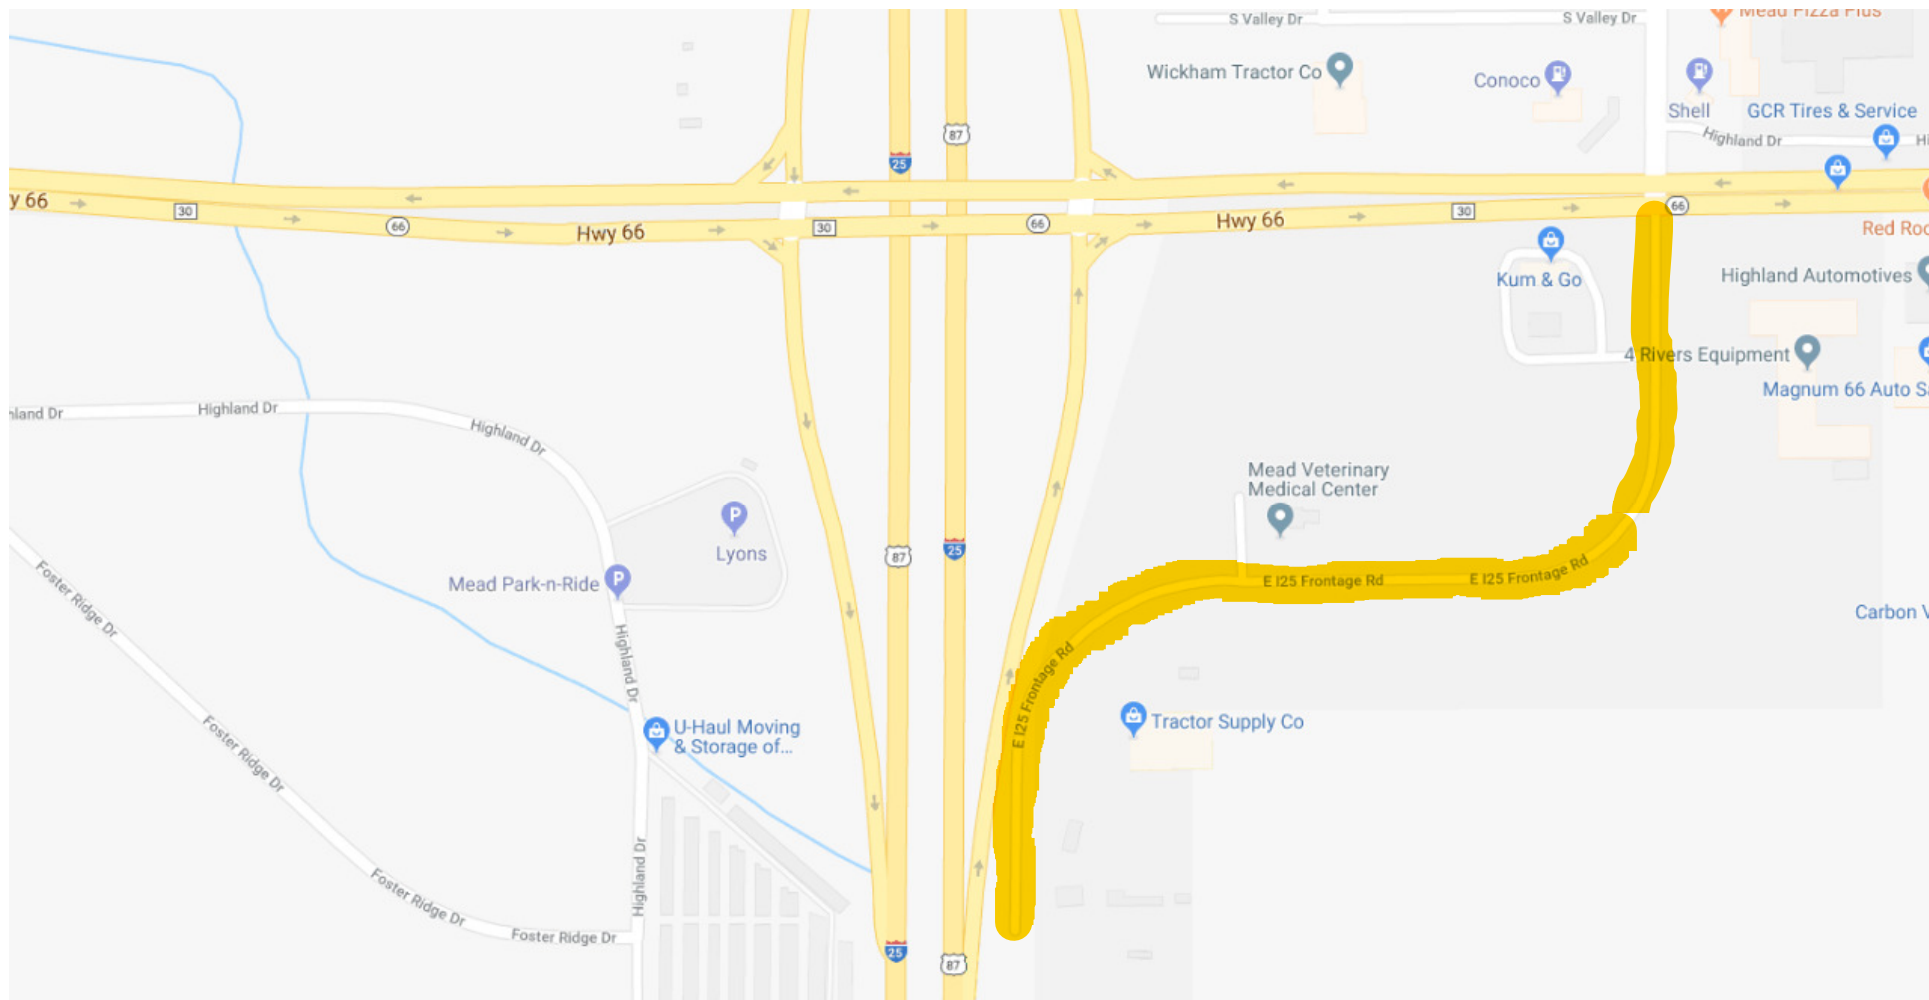 S Valley Dr
S Valley Dr
Mead Pizza Plus
Wickham Tractor Co
Conoco
Shell
GCR Tires & Service
Highland Dr
87
25
y 66
30
66
Hwy 66
30
66
Hwy 66
30
66
Kum & Go
Highland Automotives
4 Rivers Equipment
Magnum 66 Auto
Highland Dr
Highland Dr
Mead Veterinary
Medical Center
Lyons
Mead Park-n-Ride
87
25
E I25 Frontage Rd
E I25 Frontage Rd
E I25 Frontage Rd
Foster Ridge Dr
Highland Dr
Carbon
U-Haul Moving
& Storage of...
Tractor Supply Co
Foster Ridge Dr
Highland Dr
Foster Ridge Dr
Foster Ridge Dr
25
87